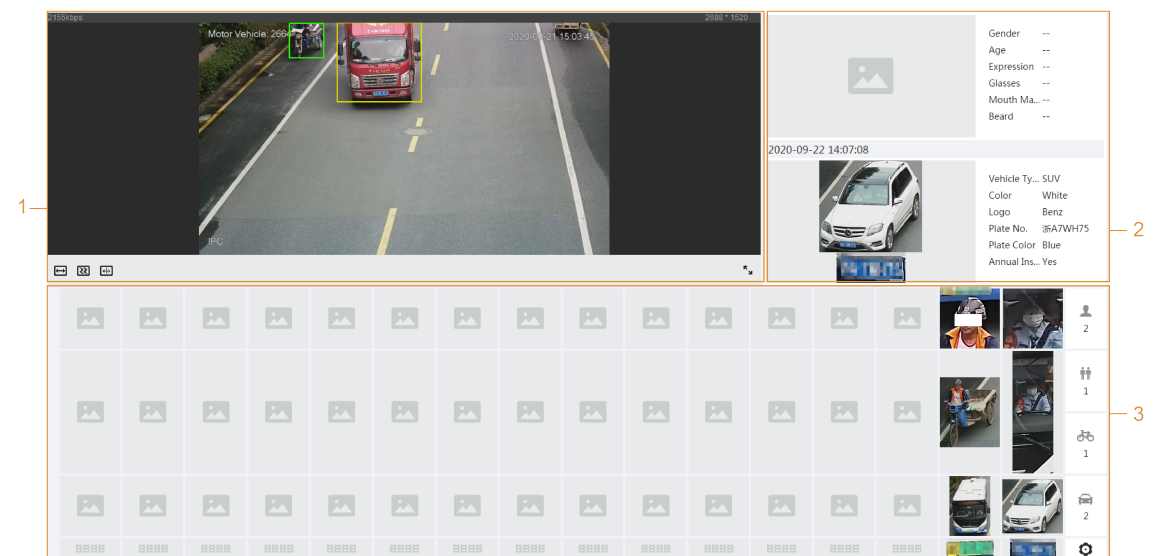 2155kbps
2688 * 1520
Motor Vehicle: 2664
2020-09-21 15:03:45
IPC
1
Gender --
Age --
Expression --
Glasses --
Mouth Ma... --
Beard --
2020-09-22 14:07:08
Vehicle Ty... SUV
Color White
Logo Benz
Plate No. 浙A7WH75
Plate Color Blue
Annual Ins... Yes
2
2
1
1
2
3